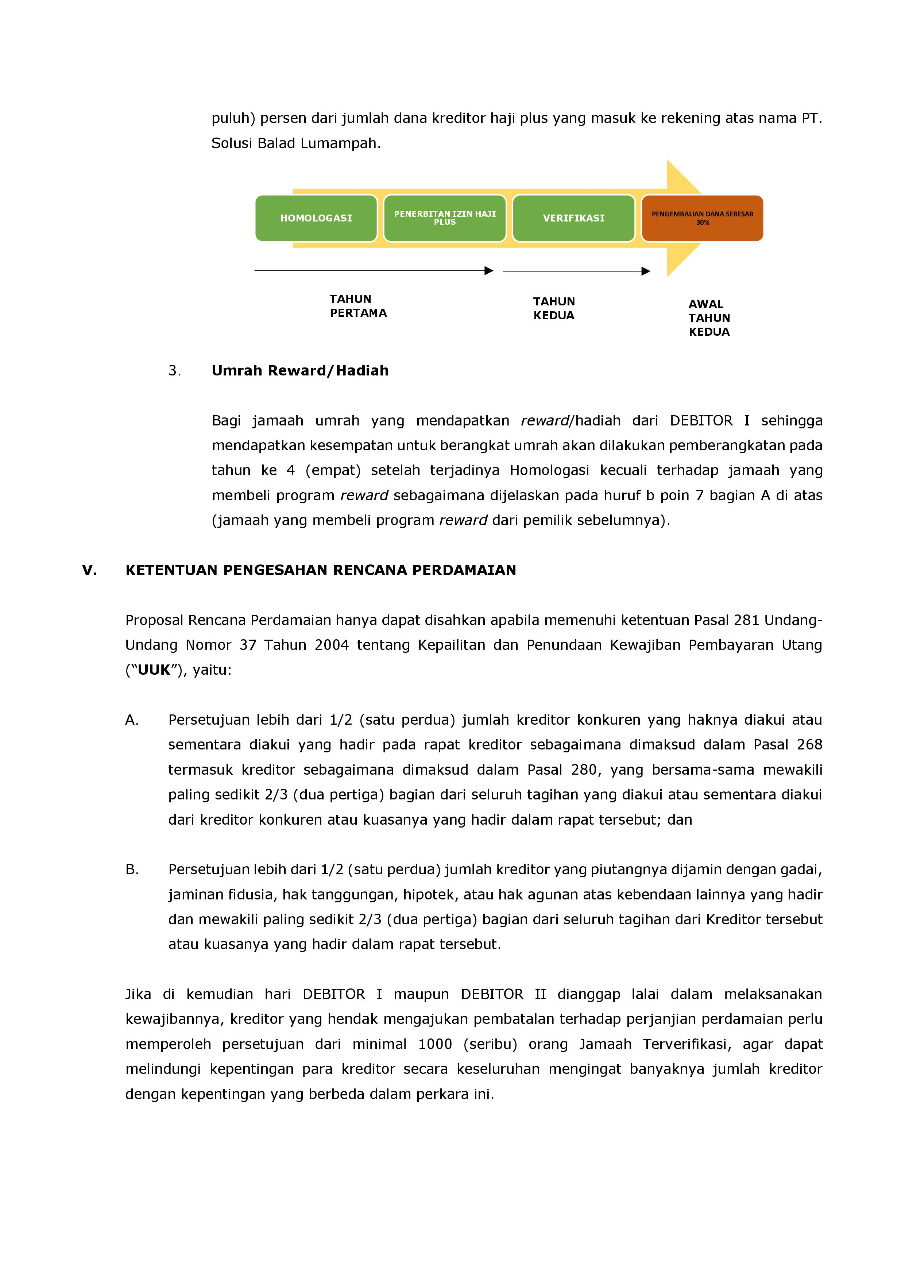 puluh) persen dari jumlah dana kreditor haji plus yang masuk ke rekening atas nama PT.
Solusi Balad Lumampah.
HOMOLOGASI
PENERBITAN IZIN HAJI
PLUS
VERIFIKASI
PENGEMBALIAN DANA SEBESAR
30%
TAHUN
PERTAMA
TAHUN
KEDUA
AWAL
TAHUN
KEDUA
3. Umrah Reward/Hadiah
Bagi jamaah umrah yang mendapatkan reward/hadiah dari DEBITOR I sehingga
mendapatkan kesempatan untuk berangkat umrah akan dilakukan pemberangkatan pada
tahun ke 4 (empat) setelah terjadinya Homologasi kecuali terhadap jamaah yang
membeli program reward sebagaimana dijelaskan pada huruf b poin 7 bagian A di atas
(jamaah yang membeli program reward dari pemilik sebelumnya).
V. KETENTUAN PENGESAHAN RENCANA PERDAMAIAN
Proposal Rencana Perdamaian hanya dapat disahkan apabila memenuhi ketentuan Pasal 281 Undang-
Undang Nomor 37 Tahun 2004 tentang Kepailitan dan Penundaan Kewajiban Pembayaran Utang
(“UUK”), yaitu:
A. Persetujuan lebih dari 1/2 (satu perdua) jumlah kreditor konkuren yang haknya diakui atau
sementara diakui yang hadir pada rapat kreditor sebagaimana dimaksud dalam Pasal 268
termasuk kreditor sebagaimana dimaksud dalam Pasal 280, yang bersama-sama mewakili
paling sedikit 2/3 (dua pertiga) bagian dari seluruh tagihan yang diakui atau sementara diakui
dari kreditor konkuren atau kuasanya yang hadir dalam rapat tersebut; dan
B. Persetujuan lebih dari 1/2 (satu perdua) jumlah kreditor yang piutangnya dijamin dengan gadai,
jaminan fidusia, hak tanggungan, hipotek, atau hak agunan atas kebendaan lainnya yang hadir
dan mewakili paling sedikit 2/3 (dua pertiga) bagian dari seluruh tagihan dari Kreditor tersebut
atau kuasanya yang hadir dalam rapat tersebut.
Jika di kemudian hari DEBITOR I maupun DEBITOR II dianggap lalai dalam melaksanakan
kewajibannya, kreditor yang hendak mengajukan pembatalan terhadap perjanjian perdamaian perlu
memperoleh persetujuan dari minimal 1000 (seribu) orang Jamaah Terverifikasi, agar dapat
melindungi kepentingan para kreditor secara keseluruhan mengingat banyaknya jumlah kreditor
dengan kepentingan yang berbeda dalam perkara ini.